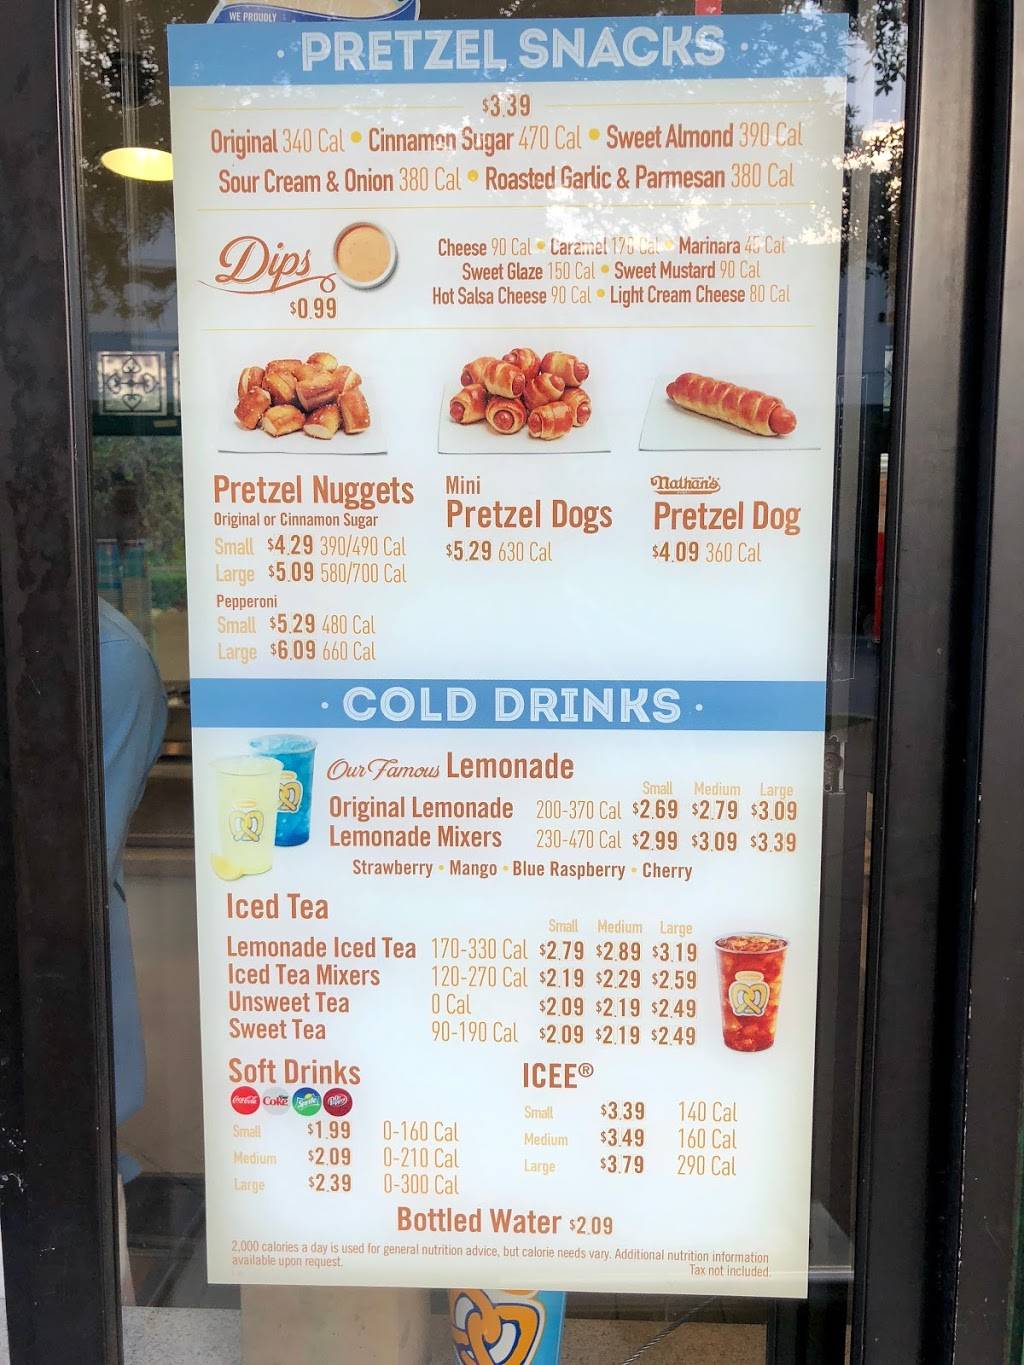 WE PROUDLY
· PRETZEL SNACKS ·
$3.39
Original 340 Cal • Cinnamon Sugar 470 Cal • Sweet Almond 390 Cal
Sour Cream & Onion 380 Cal • Roasted Garlic & Parmesan 380 Cal
Dips
$0.99
Cheese 90 Cal • Caramel 170 Cal • Marinara 45 Cal
Sweet Glaze 150 Cal • Sweet Mustard 90 Cal
Hot Salsa Cheese 90 Cal • Light Cream Cheese 80 Cal
Pretzel Nuggets
Original or Cinnamon Sugar
Small $4.29 390/490 Cal
Large $5.09 580/700 Cal
Pepperoni
Small $5.29 480 Cal
Large $6.09 660 Cal
Mini
Pretzel Dogs
$5.29 630 Cal
Nathan's
Pretzel Dog
$4.09 360 Cal
· COLD DRINKS ·
Our Famous Lemonade
Small Medium Large
Original Lemonade 200-370 Cal $2.69 $2.79 $3.09
Lemonade Mixers 230-470 Cal $2.99 $3.09 $3.39
Strawberry • Mango • Blue Raspberry • Cherry
Iced Tea
Small Medium Large
Lemonade Iced Tea 170-330 Cal $2.79 $2.89 $3.19
Iced Tea Mixers 120-270 Cal $2.19 $2.29 $2.59
Unsweet Tea 0 Cal $2.09 $2.19 $2.49
Sweet Tea 90-190 Cal $2.09 $2.19 $2.49
Soft Drinks
Coca-Cola Coke Sprite Dr Pepper
Small $1.99 0-160 Cal
Medium $2.09 0-210 Cal
Large $2.39 0-300 Cal
ICEE®
Small $3.39 140 Cal
Medium $3.49 160 Cal
Large $3.79 290 Cal
Bottled Water $2.09
2,000 calories a day is used for general nutrition advice, but calorie needs vary. Additional nutrition information
available upon request.
Tax not included.